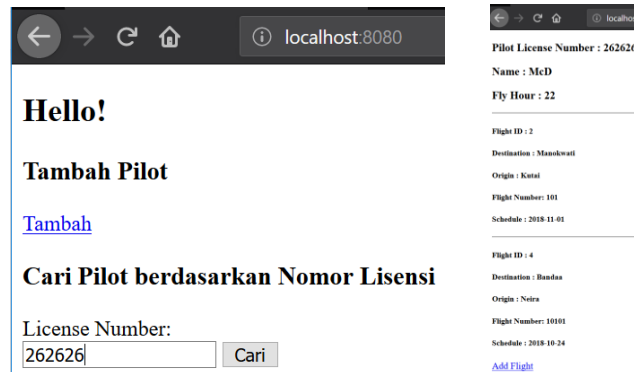 localhost:8080
Hello!
Tambah Pilot
Tambah
Cari Pilot berdasarkan Nomor Lisensi
License Number:
262626
Cari
localhos
Pilot License Number : 262626
Name : McD
Fly Hour : 22
Flight ID : 2
Destination : Manokwati
Origin : Kutai
Flight Number: 101
Schedule : 2018-11-01
Flight ID : 4
Destination : Bandaa
Origin : Neira
Flight Number: 10101
Schedule : 2018-10-24
Add Flight